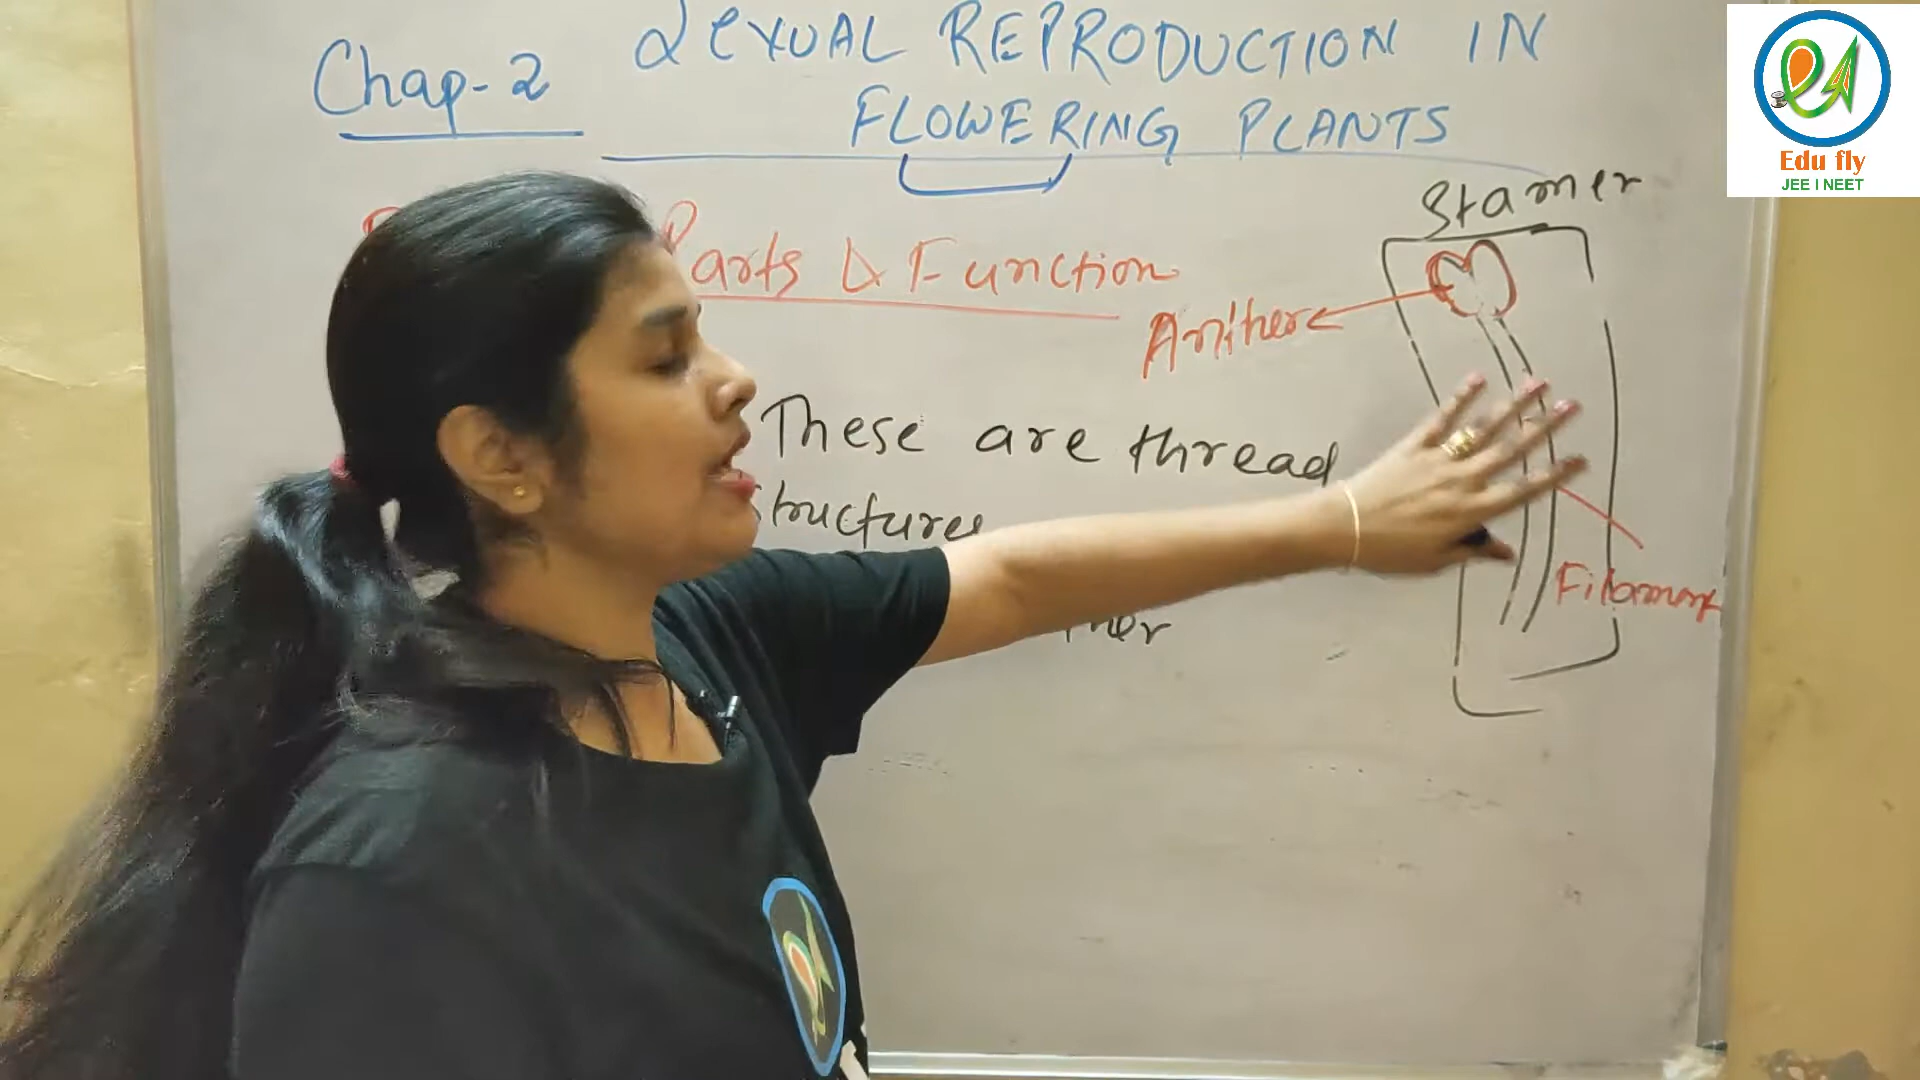 Chap-2
SEXUAL REPRODUCTION IN
FLOWERING PLANTS
Parts & Function
Stamen
Anther
These are thread
structures
Filament
Edu fly
JEE I NEET